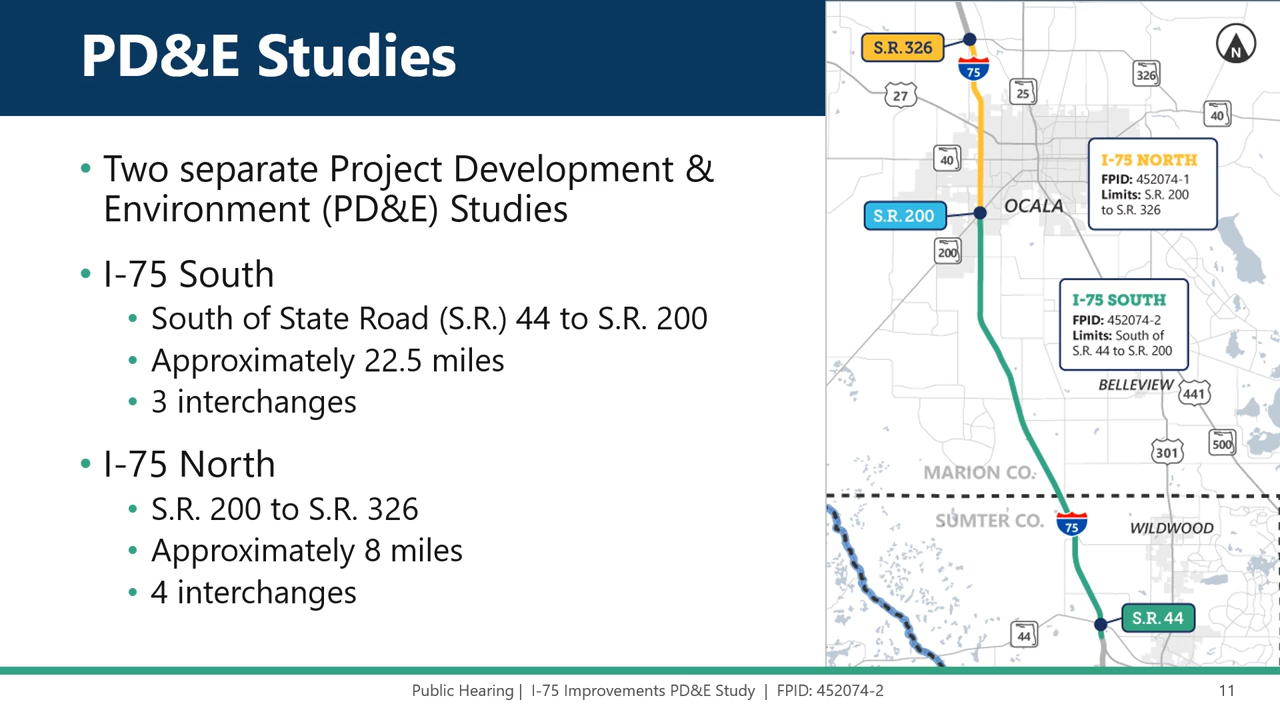 PD&E Studies
• Two separate Project Development &
Environment (PD&E) Studies
• I-75 South
• South of State Road (S.R.) 44 to S.R. 200
• Approximately 22.5 miles
• 3 interchanges
• I-75 North
• S.R. 200 to S.R. 326
• Approximately 8 miles
• 4 interchanges
S.R. 326
N
75
27
25
326
40
40
I-75 NORTH
FPID: 452074-1
Limits: S.R. 200
to S.R. 326
S.R. 200
OCALA
200
I-75 SOUTH
FPID: 452074-2
Limits: South of
S.R. 44 to S.R. 200
BELLEVIEW
441
301
500
MARION CO.
SUMTER CO.
75
WILDWOOD
S.R. 44
44
Public Hearing | I-75 Improvements PD&E Study | FPID: 452074-2
11